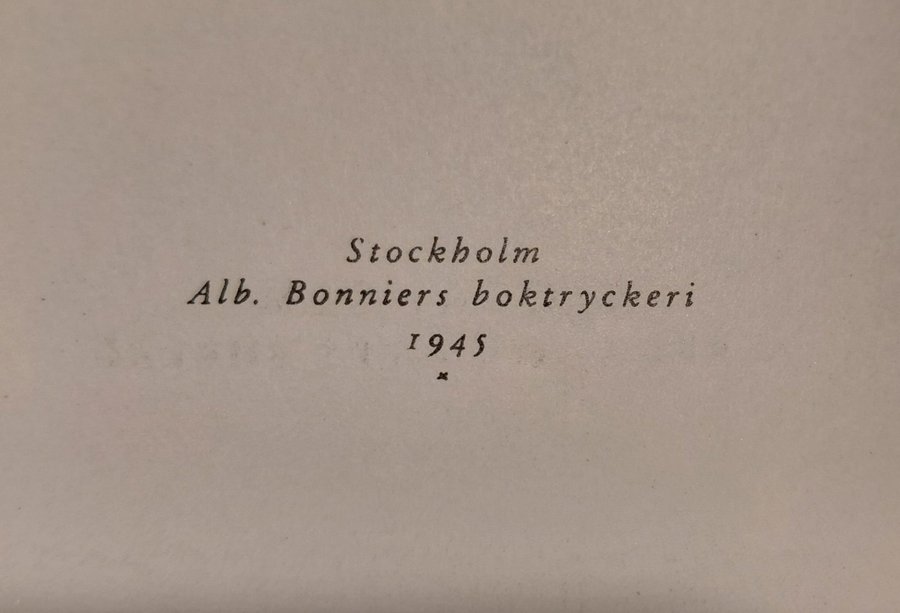 Stockholm
Alb. Bonniers boktryckeri
1945